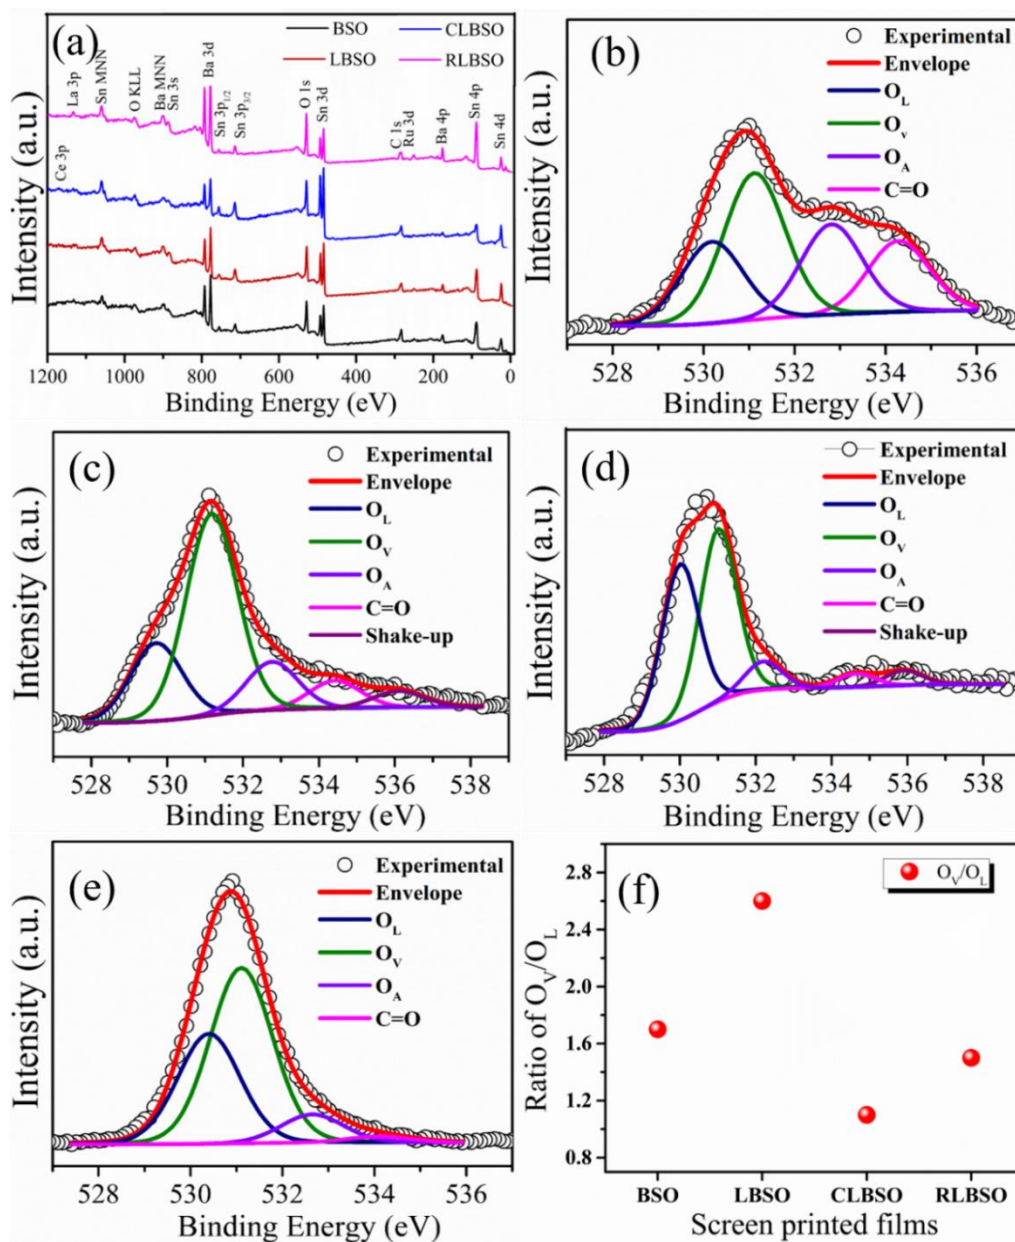 (a)
BSO
CLBSO
LBSO
RLBSO
La 3p
Sn MNN
O KLL
Ba MNN
Sn 3s
Ba 3d
Sn 3p1/2
Sn 3p3/2
O 1s
Sn 3d
C 1s
Ru 3d
Ba 4p
Sn 4p
Sn 4d
Ce 3p
Intensity (a.u.)
1200 1000 800 600 400 200 0
Binding Energy (eV)
(b)
Experimental
Envelope
OL
Ov
OA
C=O
Intensity (a.u.)
528 530 532 534 536
Binding Energy (eV)
(c)
Experimental
Envelope
OL
OV
OA
C=O
Shake-up
Intensity (a.u.)
528 530 532 534 536 538
Binding Energy (eV)
(d)
Experimental
Envelope
OL
OV
OA
C=O
Shake-up
Intensity (a.u.)
528 530 532 534 536 538
Binding Energy (eV)
(e)
Experimental
Envelope
OL
OV
OA
C=O
Intensity (a.u.)
528 530 532 534 536
Binding Energy (eV)
(f)
OV/OL
Ratio of OV/OL
2.8
2.4
2.0
1.6
1.2
0.8
BSO LBSO CLBSO RLBSO
Screen printed films